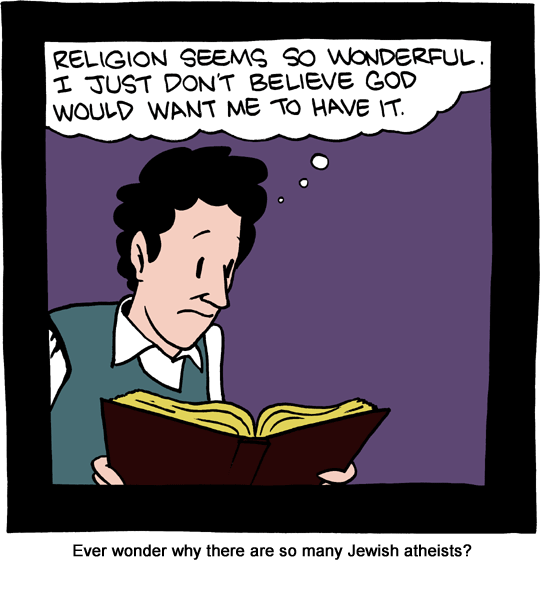 RELIGION SEEMS SO WONDERFUL.
I JUST DON'T BELIEVE GOD
WOULD WANT ME TO HAVE IT.
Ever wonder why there are so many Jewish atheists?